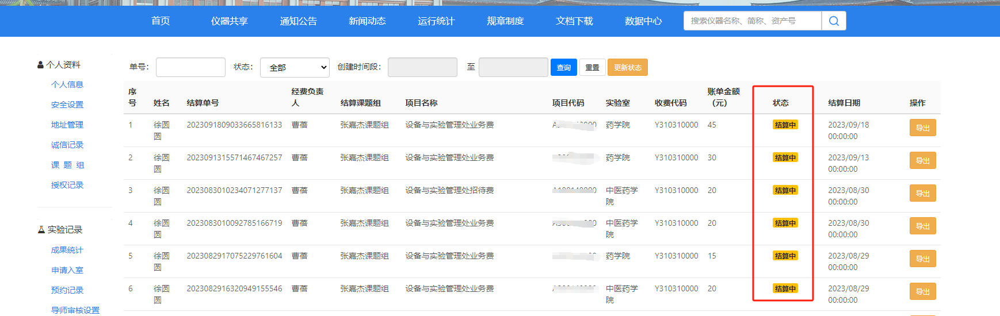 首页 仪器共享 通知公告 新闻动态 运行统计 规章制度 文档下载 数据中心 搜索仪器名称、简称、资产号
个人资料
个人信息
安全设置
地址管理
诚信记录
课 题 组
授权记录
实验记录
成果统计
申请入室
预约记录
导师审核设置
单号： 状态： 全部 创建时间段： 至 查询 重置 更新状态
序号 姓名 结算单号 经费负责人 结算课题组 项目名称 项目代码 实验室 收费代码 账单金额（元） 状态 结算日期 操作
1 徐圆圆 2023091809033665816133 曹蓓 张嘉杰课题组 设备与实验管理处业务费 药学院 Y310310000 45 结算中 2023/09/18 00:00:00 导出
2 徐圆圆 2023091315571467467257 曹蓓 张嘉杰课题组 设备与实验管理处业务费 药学院 Y310310000 30 结算中 2023/09/13 00:00:00 导出
3 徐圆圆 2023083010234071277137 曹蓓 张嘉杰课题组 设备与实验管理处招待费 中医药学院 Y310310000 20 结算中 2023/08/30 00:00:00 导出
4 徐圆圆 2023083010092785166719 曹蓓 张嘉杰课题组 设备与实验管理处业务费 中医药学院 Y310310000 20 结算中 2023/08/30 00:00:00 导出
5 徐圆圆 2023082917075229761604 曹蓓 张嘉杰课题组 设备与实验管理处业务费 药学院 Y310310000 15 结算中 2023/08/29 00:00:00 导出
6 徐圆圆 2023082916320949155546 曹蓓 张嘉杰课题组 设备与实验管理处业务费 中医药学院 Y310310000 20 结算中 2023/08/29 00:00:00 导出